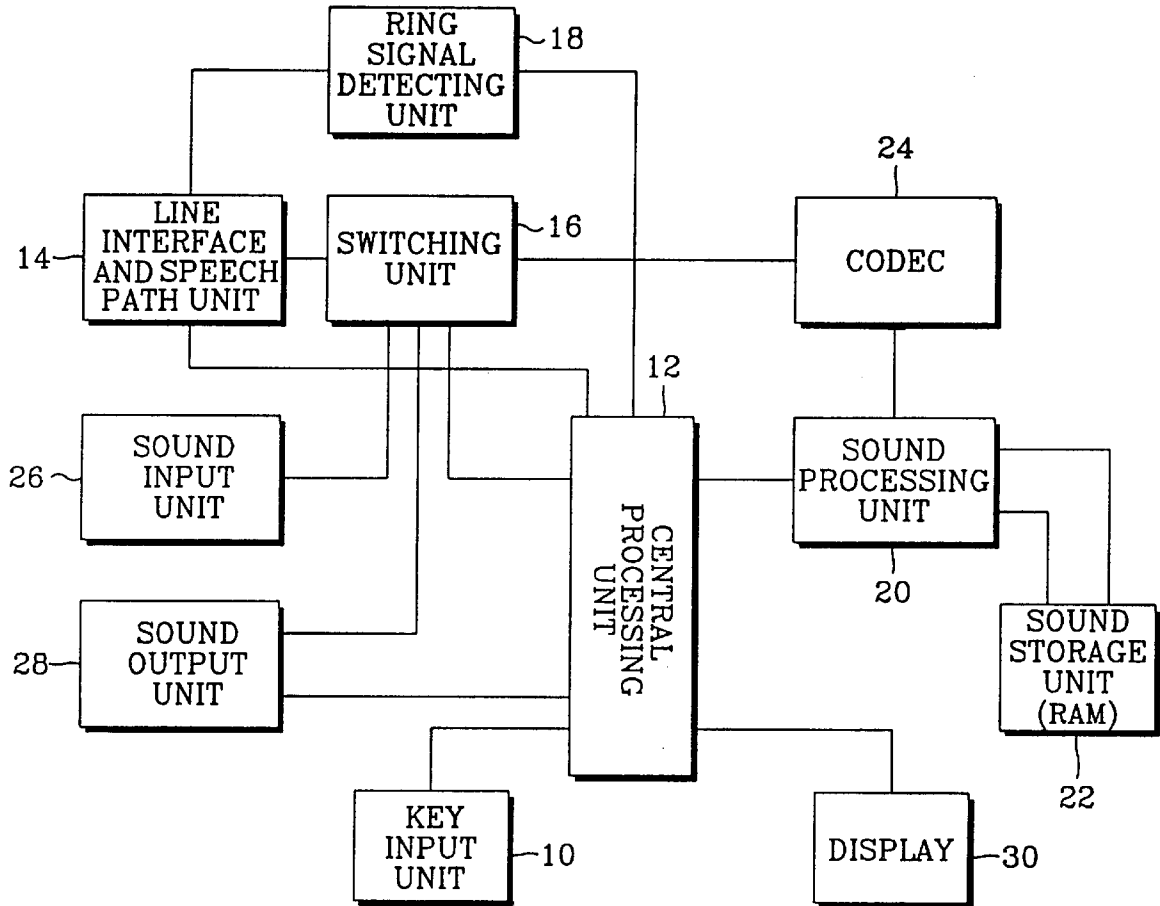 RING
SIGNAL
DETECTING
UNIT
18
24
LINE
INTERFACE
AND SPEECH
PATH UNIT
14
SWITCHING
UNIT
16
CODEC
12
SOUND
INPUT
UNIT
26
CENTRAL
PROCESSING
UNIT
SOUND
PROCESSING
UNIT
20
SOUND
OUTPUT
UNIT
28
SOUND
STORAGE
UNIT
(RAM)
22
KEY
INPUT
UNIT
10
DISPLAY
30